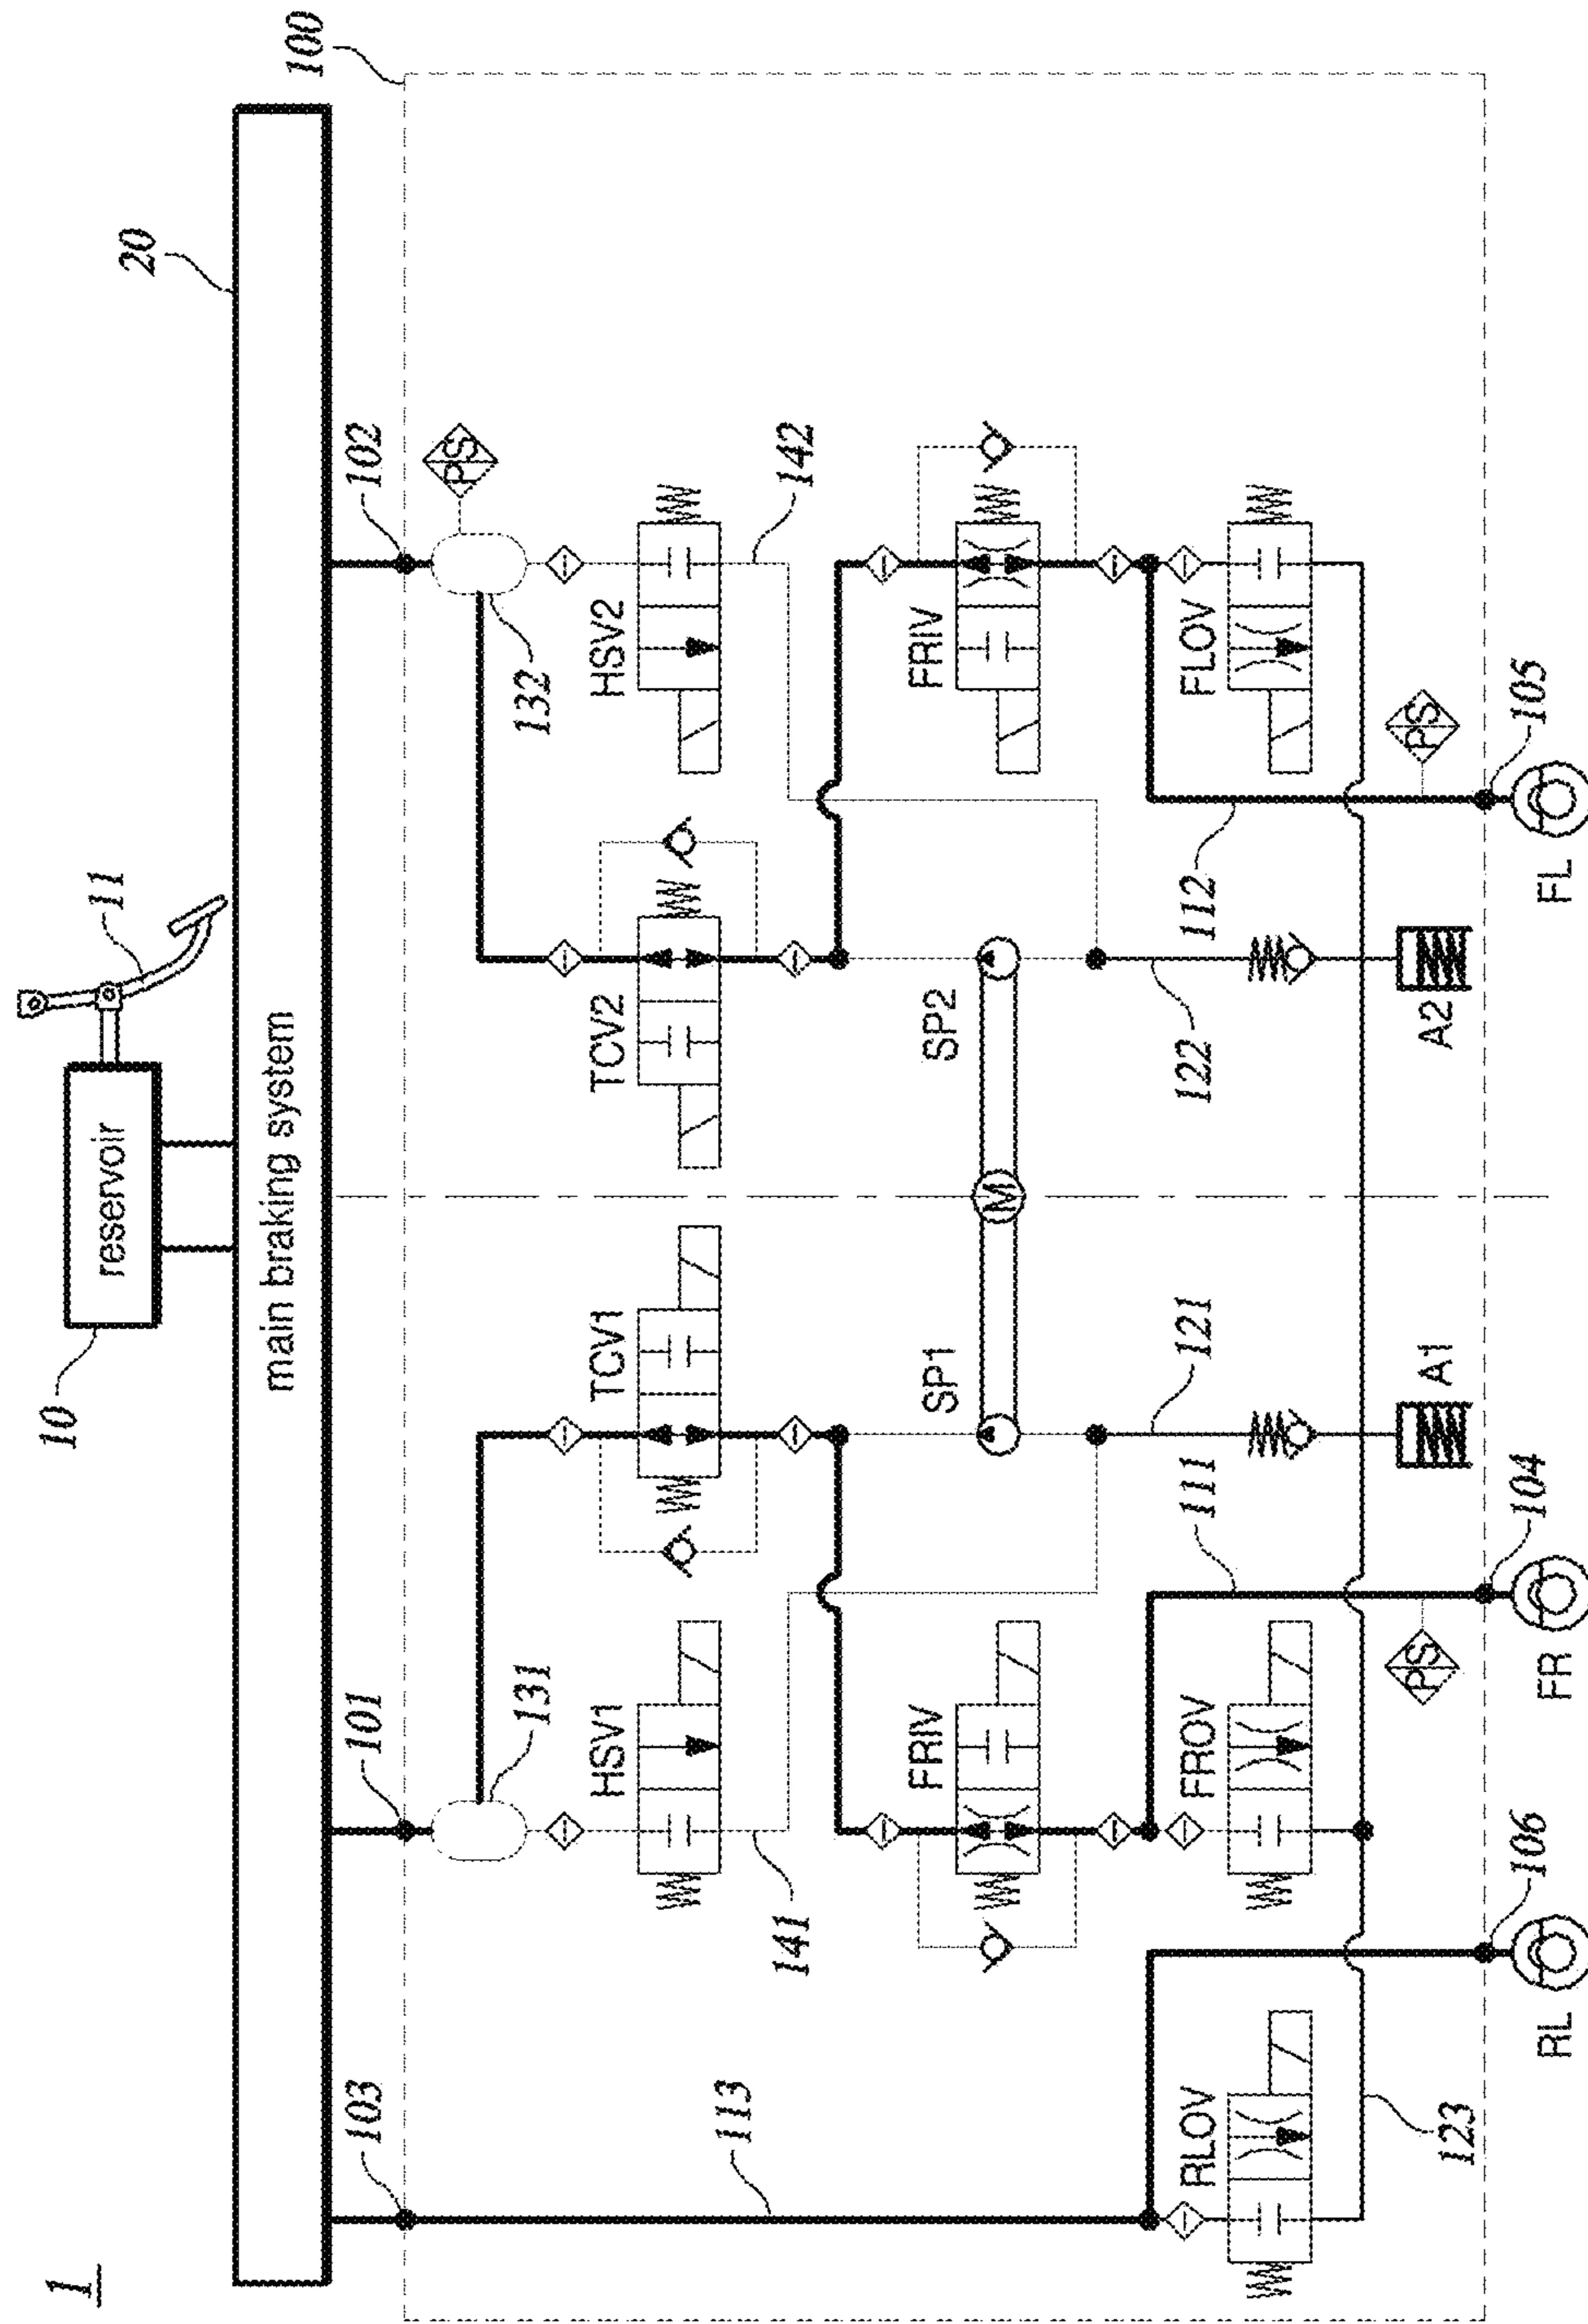 1
10
reservoir
11
20
main braking system
100
103
101
102
131
132
PS
HSV1
TCV1
TCV2
HSV2
141
142
113
FRIV
SP1
M
SP2
FRIV
RLOV
FROV
111
121
122
112
FLOV
123
106
PS
104
A1
A2
PS
105
RL
FR
FL